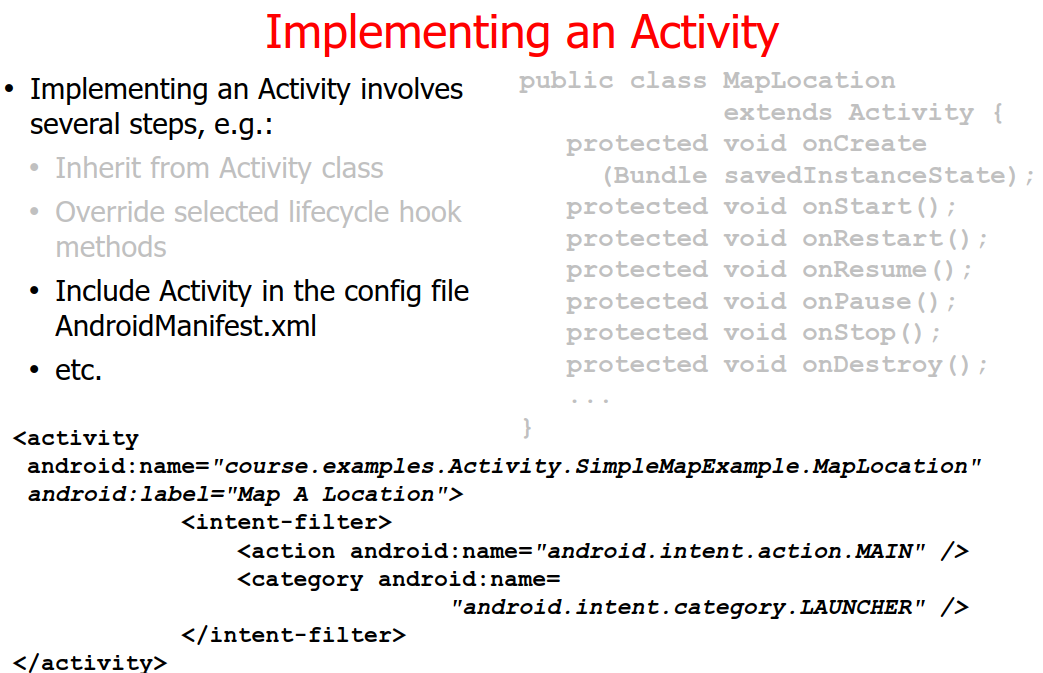 Implementing an Activity
• Implementing an Activity involves
several steps, e.g.:
• Inherit from Activity class
• Override selected lifecycle hook
methods
• Include Activity in the config file
AndroidManifest.xml
• etc.
public class MapLocation
extends Activity {
protected void onCreate
(Bundle savedInstanceState);
protected void onStart();
protected void onRestart();
protected void onResume();
protected void onPause();
protected void onStop();
protected void onDestroy();
...
}
<activity
android:name="course.examples.Activity.SimpleMapExample.MapLocation"
android:label="Map A Location">
<intent-filter>
<action android:name="android.intent.action.MAIN" />
<category android:name=
"android.intent.category.LAUNCHER" />
</intent-filter>
</activity>